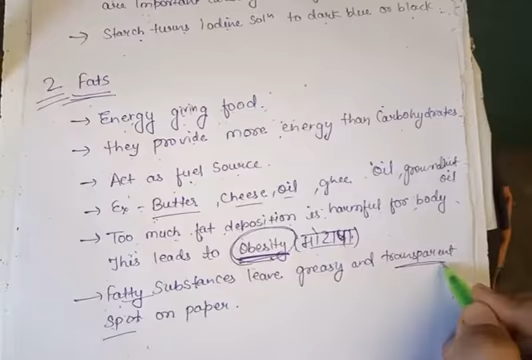 are important
→ Starch turns Iodine Solⁿ to dark blue or black.
2 Fats
→ Energy giving food.
→ they provide more energy than Carbohydrates.
→ Act as fuel Source.
→ Ex - Butter, cheese, oil, ghee oil, groundnut oil
→ Too much fat deposition is harmful for body.
This leads to Obesity (मोटापा)
→ Fatty Substances leave greasy and transparent
spot on paper.